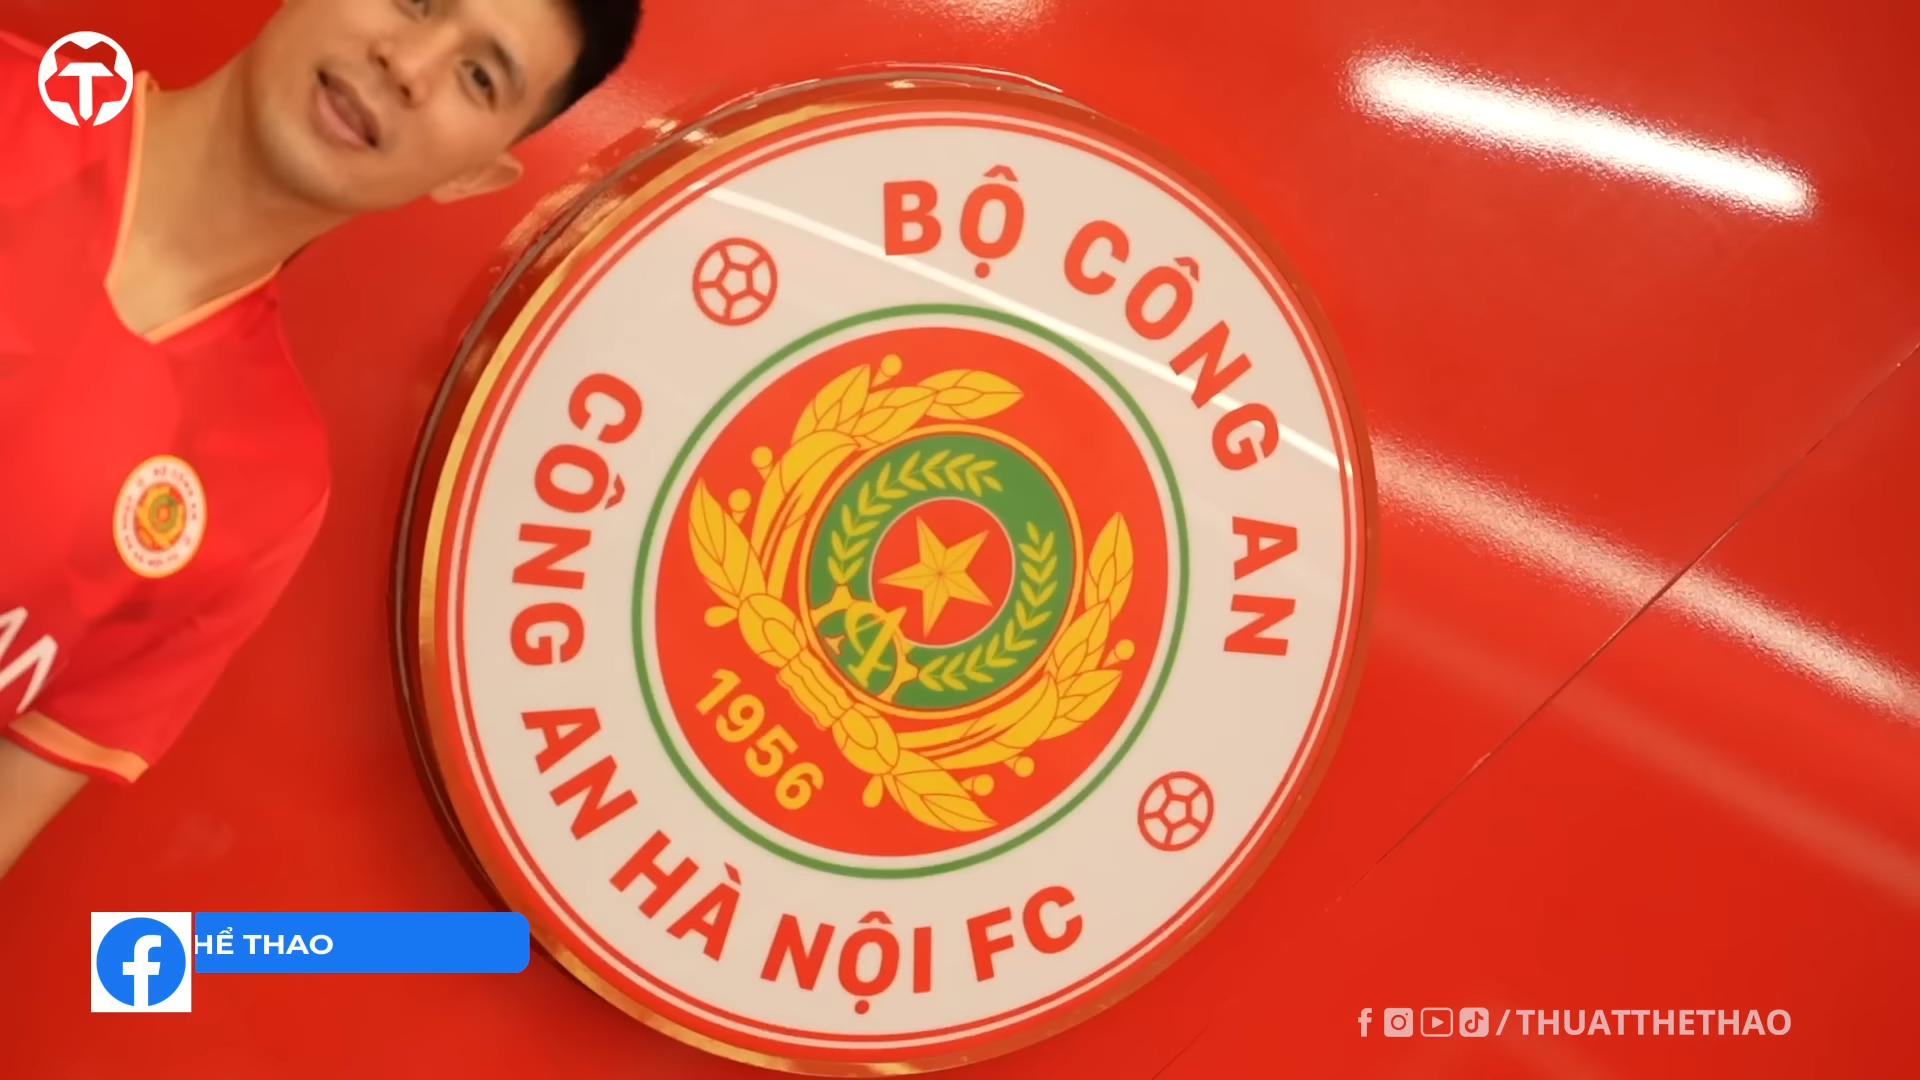 BỘ CÔNG AN
CÔNG AN HÀ NỘI FC
1956
HỂ THAO
/THUATTHETHAO